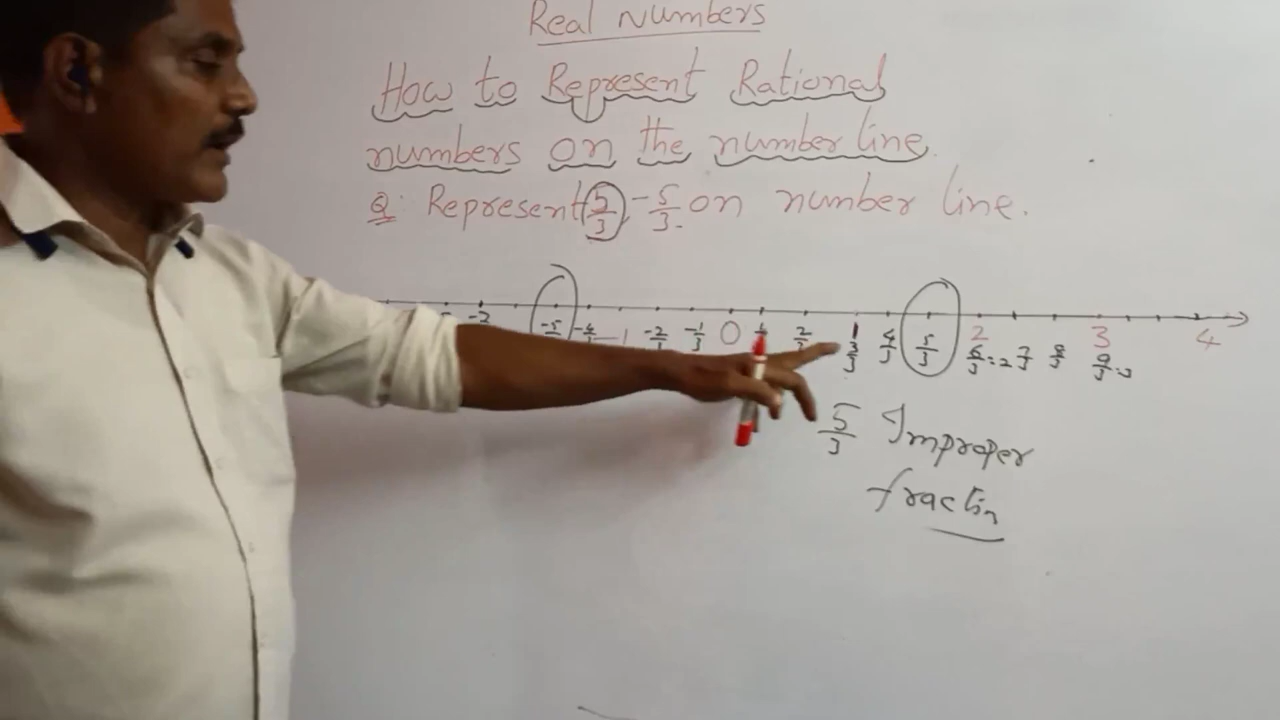 Real Numbers
How to Represent Rational
numbers on the number line.
Q: Represent 5/3, -5/3 on number line.
-2 -5/3 -4/3 -1 -2/3 -1/3 0 2/3 1 4/3 5/3 2 3 4
3/3 6/3 = 2 7/3 8/3 9/3 = 3
5/3 Improper
fractin